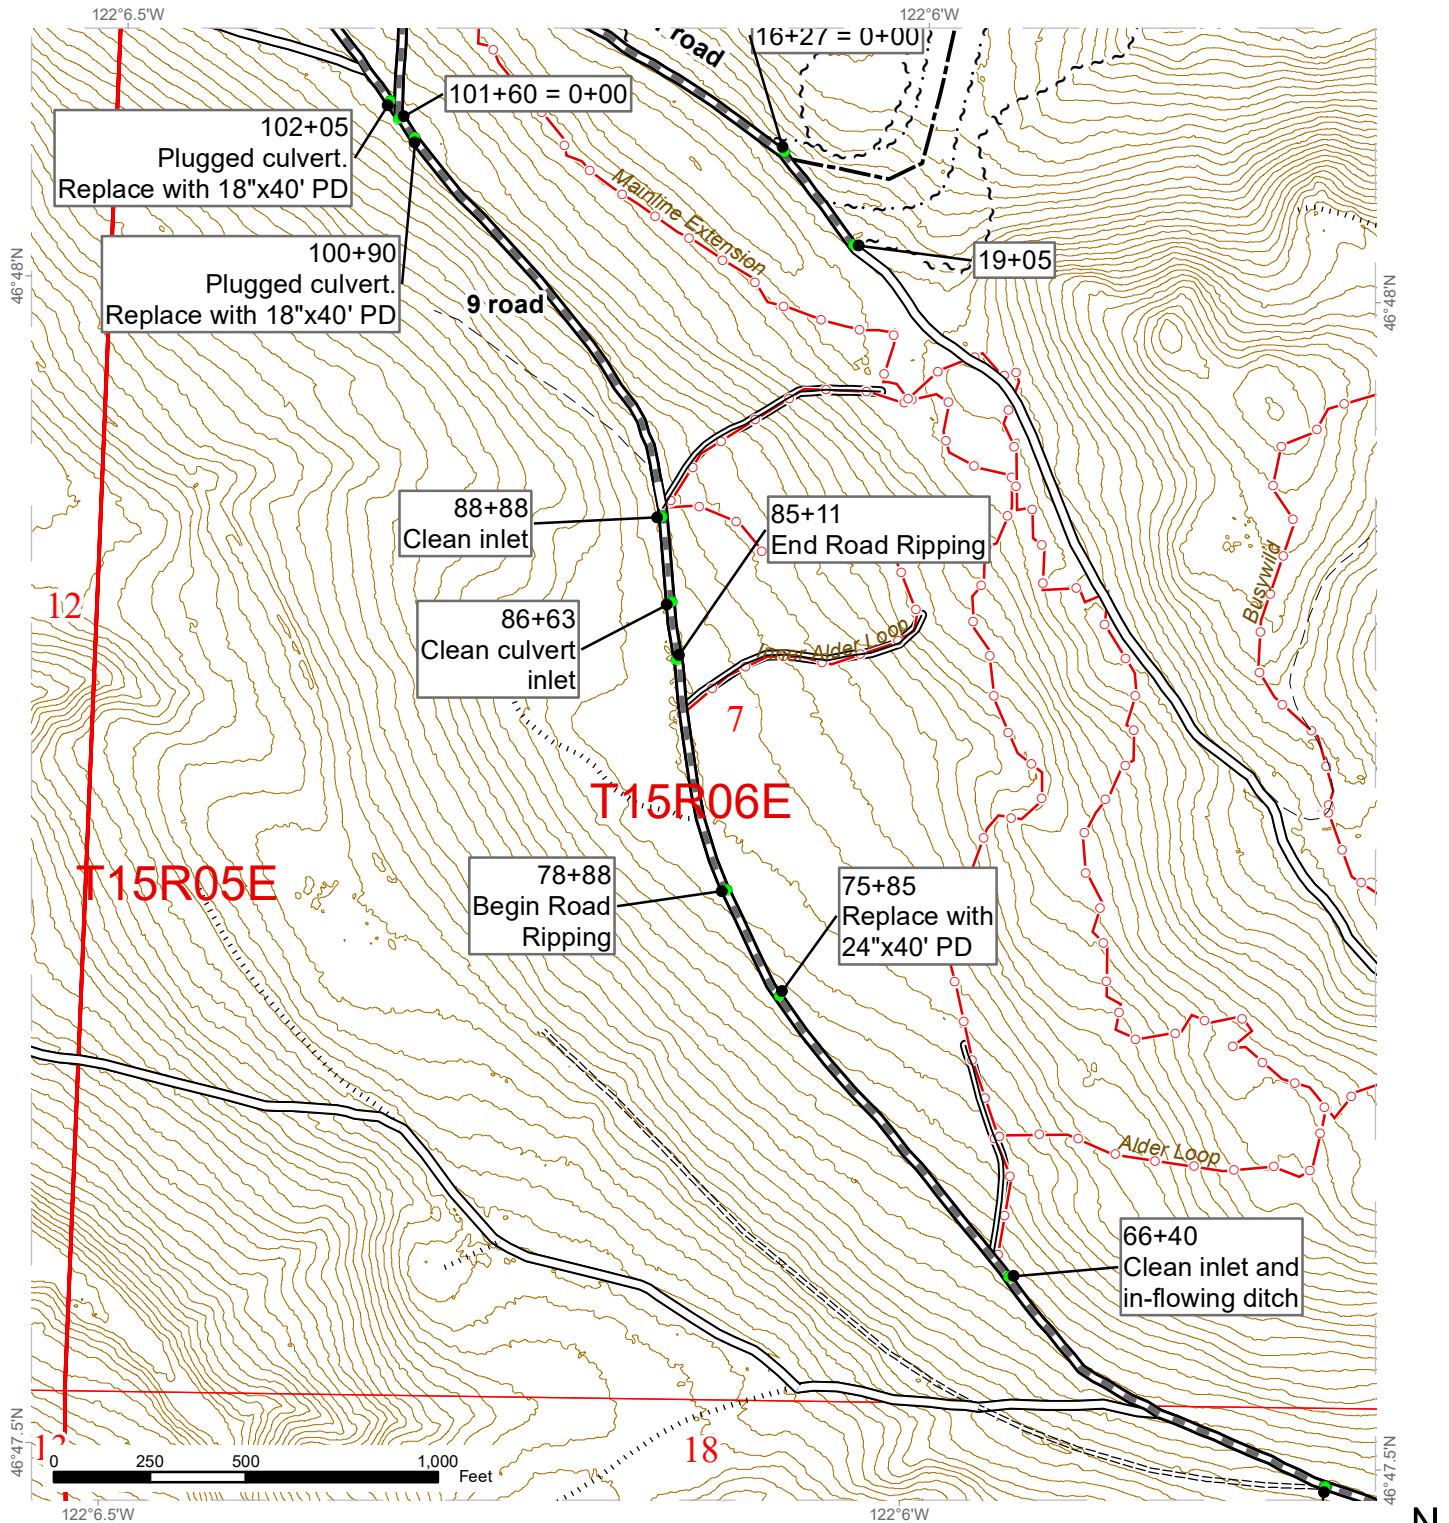 122°6.5'W
122°6'W
road
16+27 = 0+00
101+60 = 0+00
102+05
Plugged culvert.
Replace with 18"x40' PD
Mainline Extension
100+90
Plugged culvert.
Replace with 18"x40' PD
19+05
46°48'N
46°48'N
9 road
88+88
Clean inlet
85+11
End Road Ripping
Busywild
12
86+63
Clean culvert
inlet
Inner Alder Loop
7
T15R06E
T15R05E
78+88
Begin Road
Ripping
75+85
Replace with
24"x40' PD
Alder Loop
66+40
Clean inlet and
in-flowing ditch
46°47.5'N
46°47.5'N
18
0 250 500 1,000
Feet
122°6.5'W
122°6'W
N